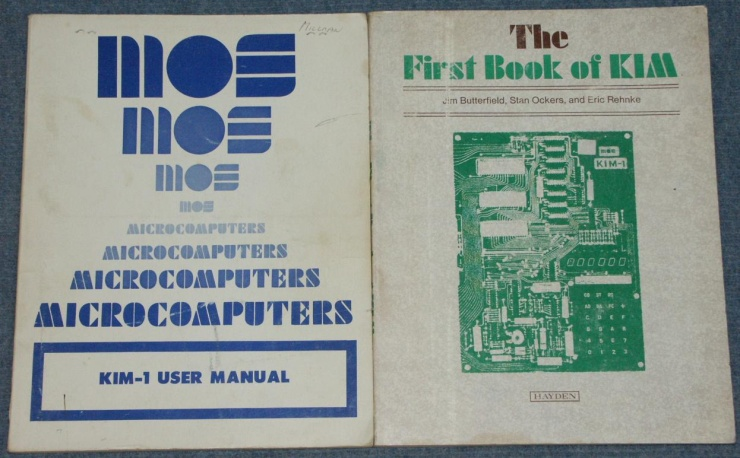 mos
mos
mos
mos
MICROCOMPUTERS
MICROCOMPUTERS
MICROCOMPUTERS
MICROCOMPUTERS
KIM-1 USER MANUAL
The
First Book of KIM
Jim Butterfield, Stan Ockers, and Eric Rehnke
KIM-1
HAYDEN